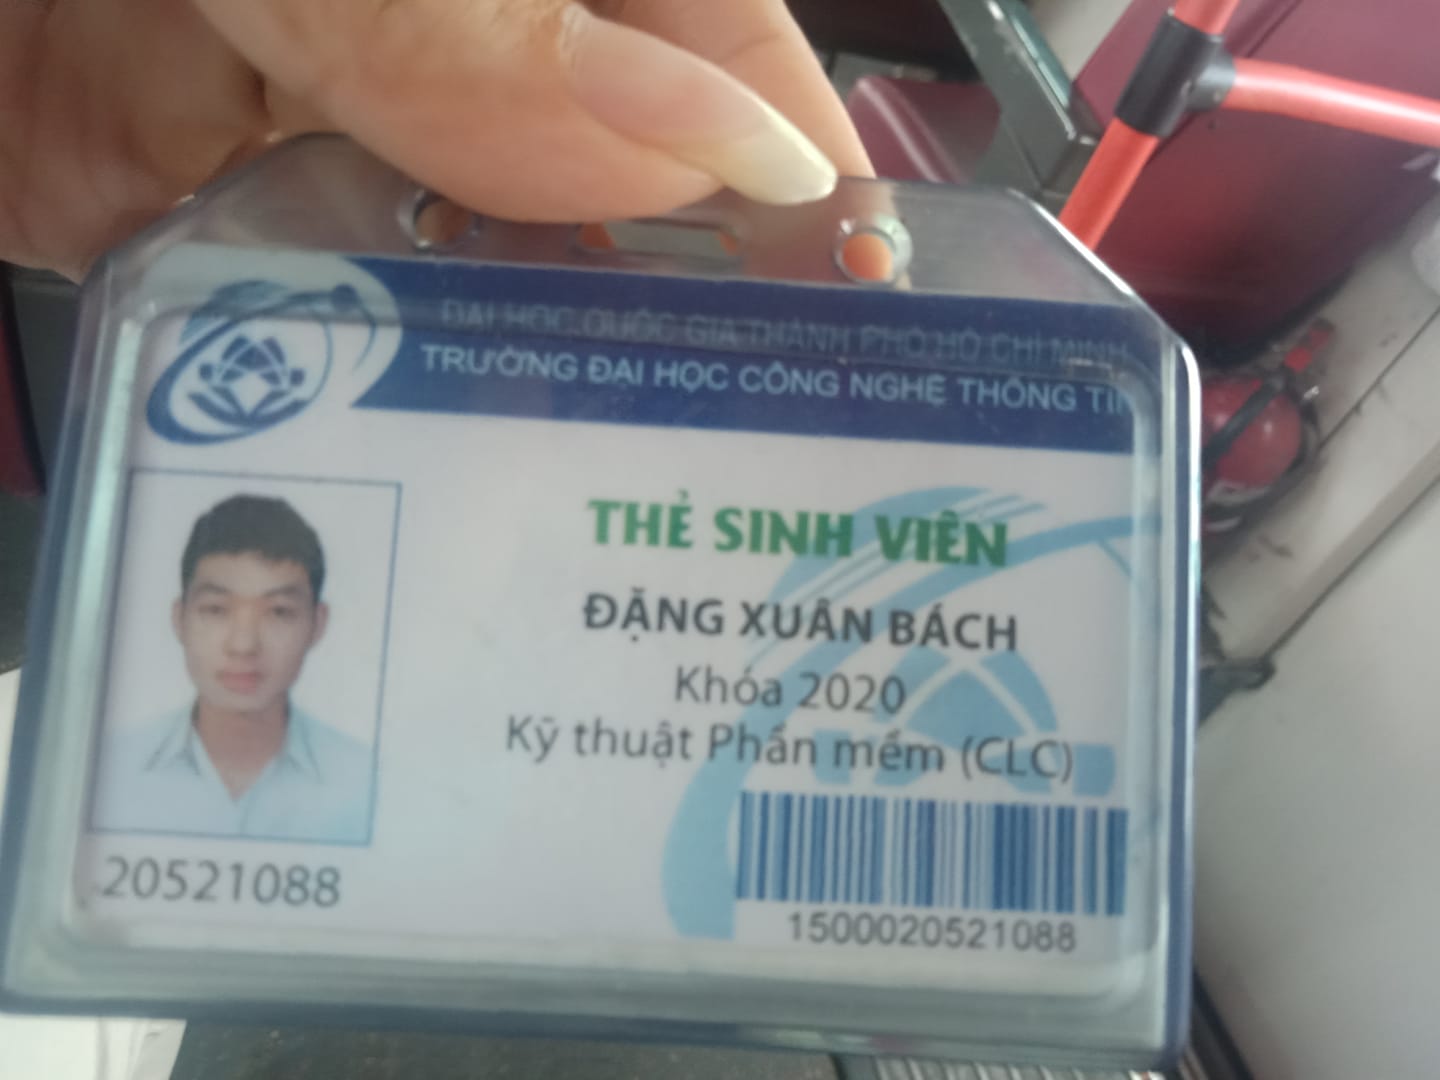 ĐẠI HỌC QUỐC GIA THÀNH PHỐ HỒ CHÍ MINH
TRƯỜNG ĐẠI HỌC CÔNG NGHỆ THÔNG TI
THẺ SINH VIÊN
ĐẶNG XUÂN BÁCH
Khóa 2020
Kỹ thuật Phần mềm (CLC)
20521088
1500020521088